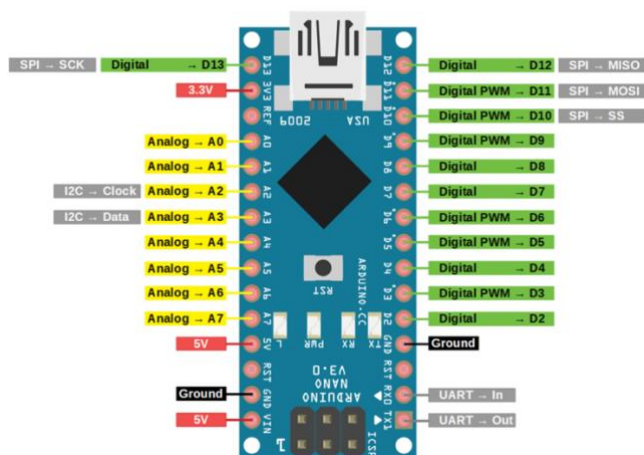 SPI → SCK
Digital → D13
3.3V
Analog → A0
Analog → A1
I2C → Clock
Analog → A2
I2C → Data
Analog → A3
Analog → A4
Analog → A5
Analog → A6
Analog → A7
5V
Ground
5V
D13
3V3
REF
A0
A1
A2
A3
A4
A5
A6
A7
5V
RST
GND
VIN
6005
USA
RST
ARDUINO.CC
L
PWR
RX
TX
ARDUINO
NANO
V3.0
ICSP
1
D12
D11
D10
D9
D8
D7
D6
D5
D4
D3
D2
GND
RST
RX0
TX1
Digital → D12
SPI → MISO
Digital PWM → D11
SPI → MOSI
Digital PWM → D10
SPI → SS
Digital PWM → D9
Digital → D8
Digital → D7
Digital PWM → D6
Digital PWM → D5
Digital → D4
Digital PWM → D3
Digital → D2
Ground
UART → In
UART → Out